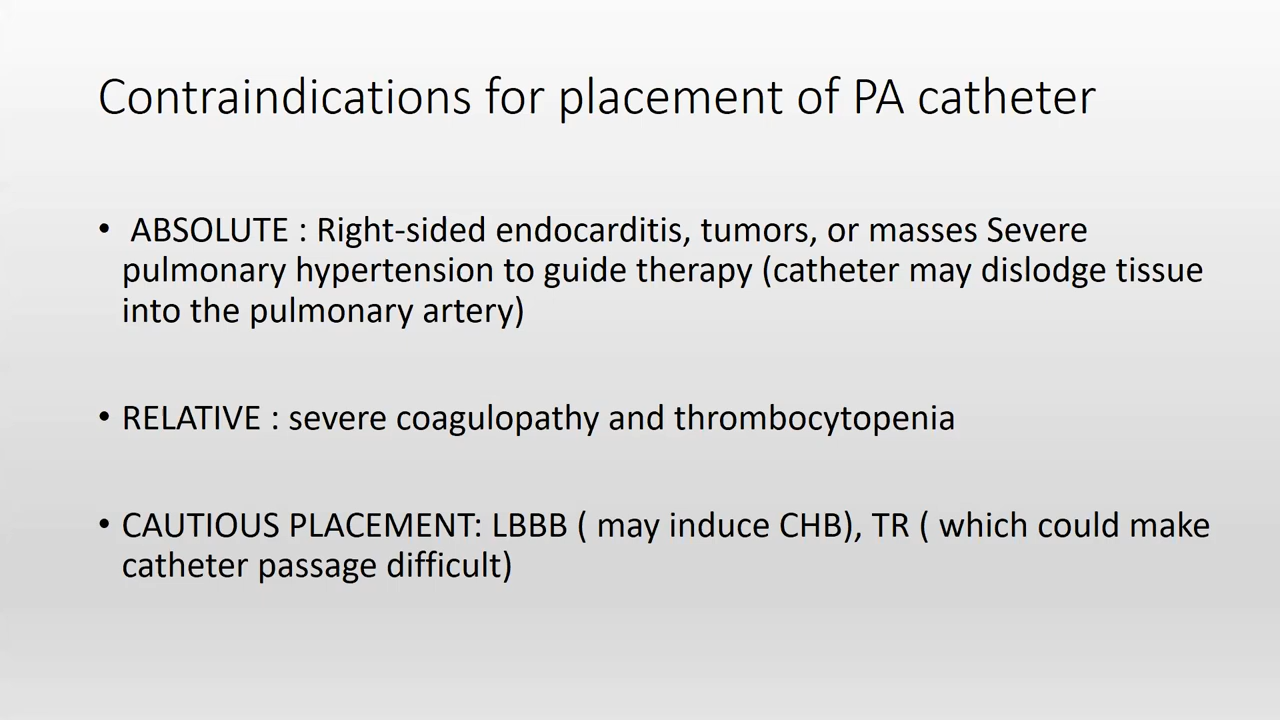 Contraindications for placement of PA catheter
• ABSOLUTE : Right-sided endocarditis, tumors, or masses Severe
pulmonary hypertension to guide therapy (catheter may dislodge tissue
into the pulmonary artery)
• RELATIVE : severe coagulopathy and thrombocytopenia
• CAUTIOUS PLACEMENT: LBBB ( may induce CHB), TR ( which could make
catheter passage difficult)